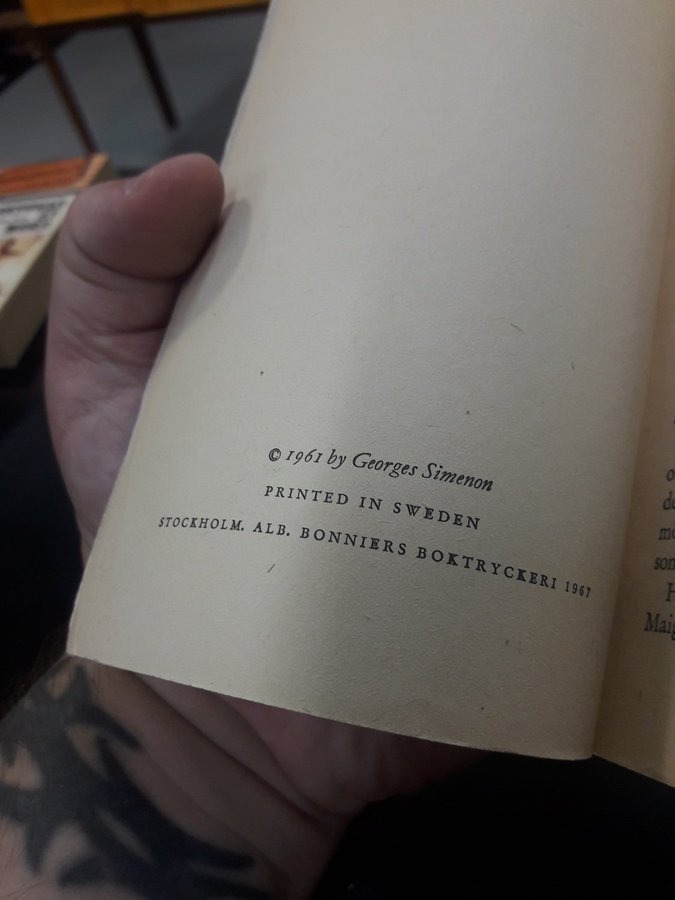 © 1961 by Georges Simenon
PRINTED IN SWEDEN
STOCKHOLM. ALB. BONNIERS BOKTRYCKERI 1967